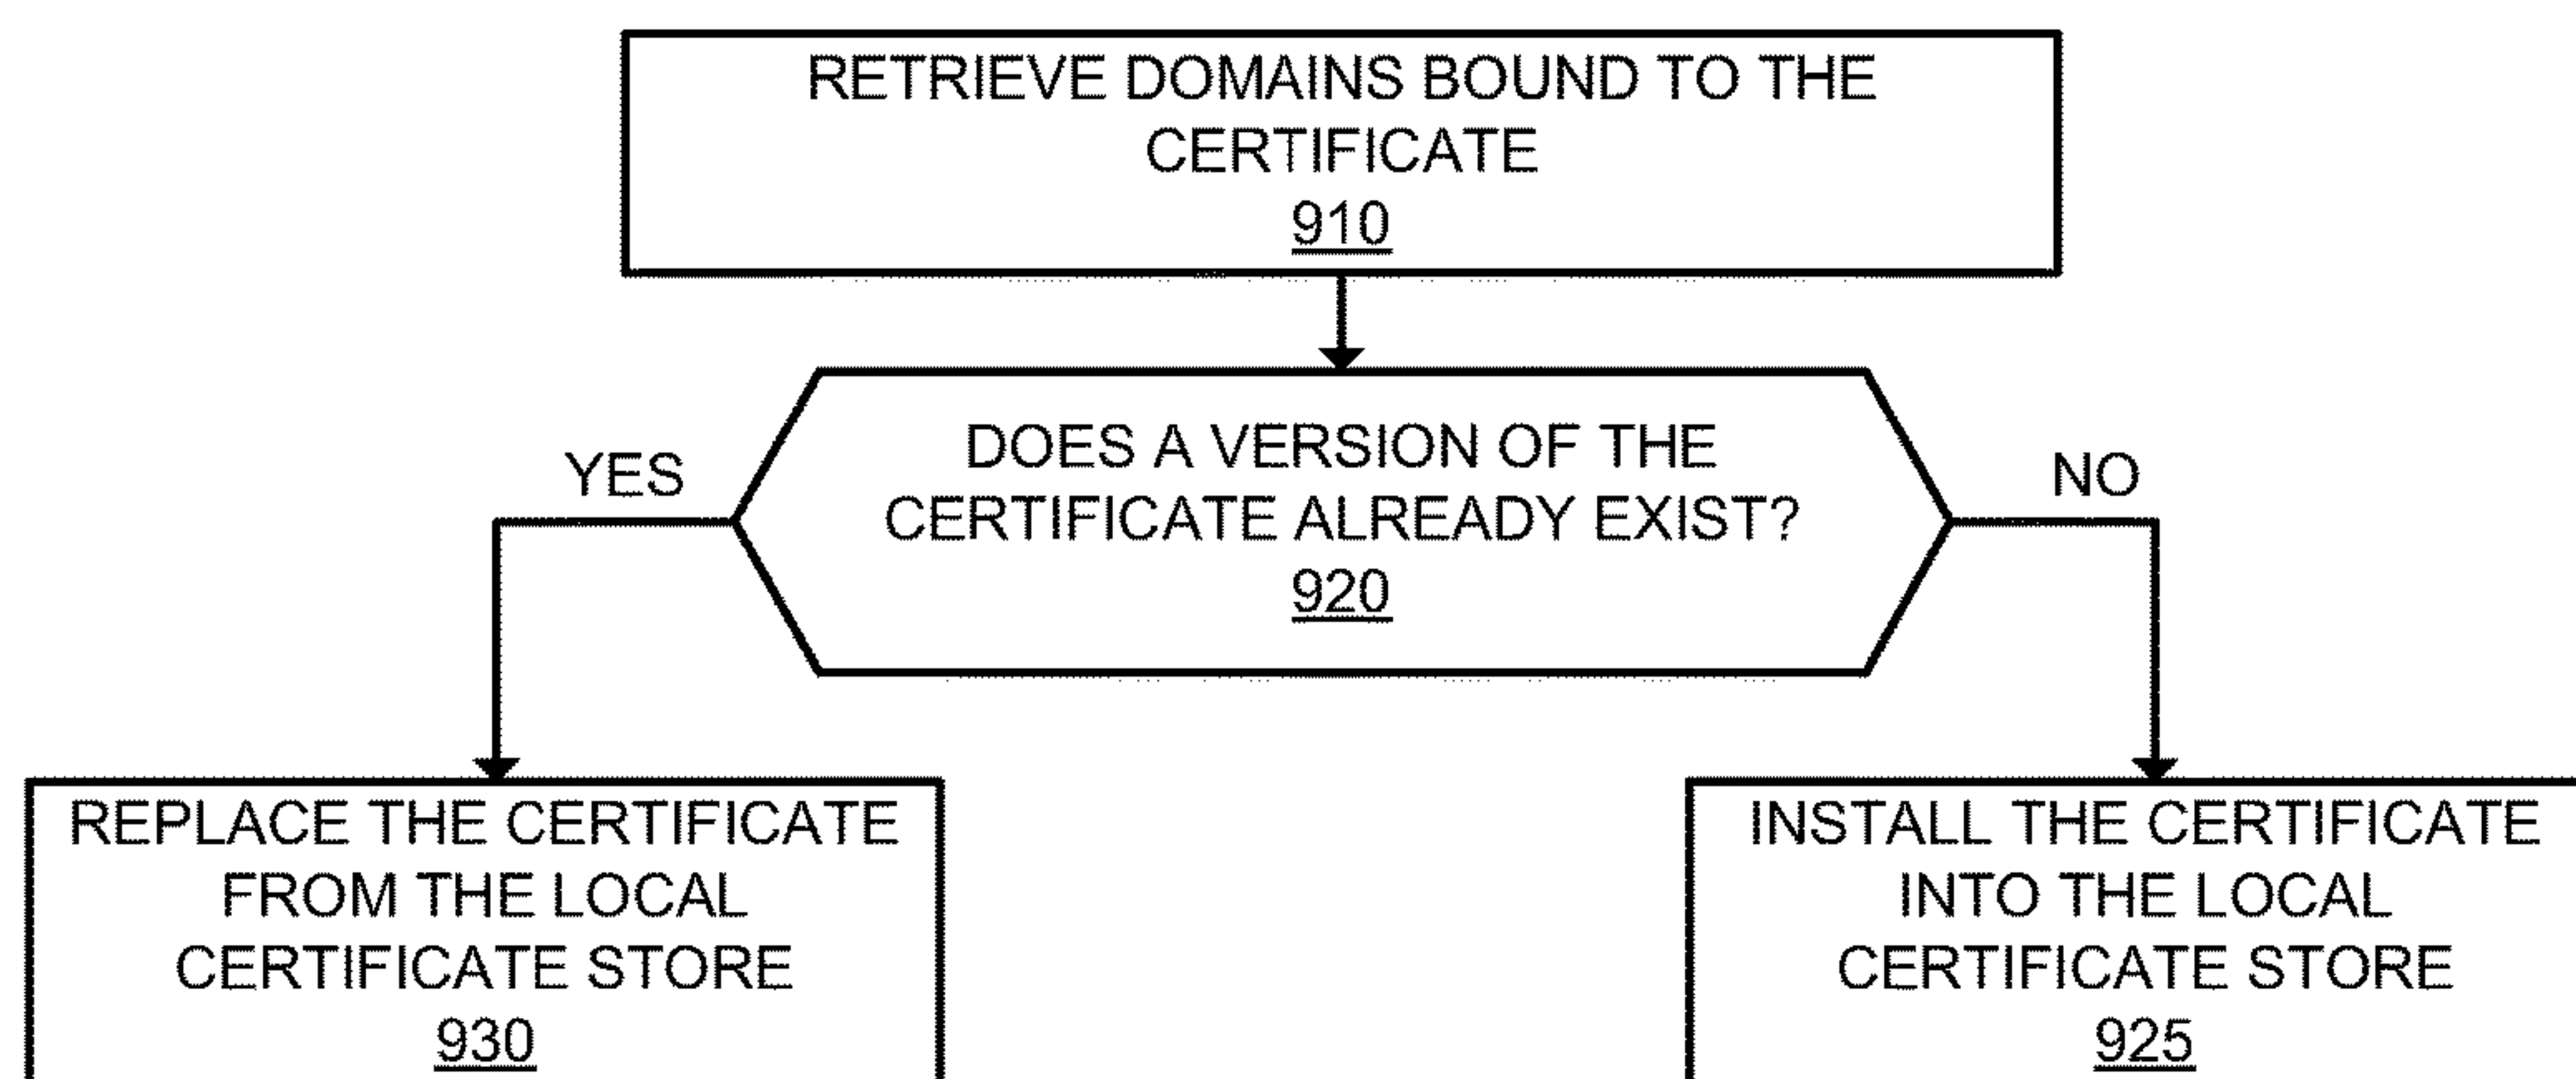 RETRIEVE DOMAINS BOUND TO THE
CERTIFICATE
910
DOES A VERSION OF THE
CERTIFICATE ALREADY EXIST?
920
YES
NO
REPLACE THE CERTIFICATE
FROM THE LOCAL
CERTIFICATE STORE
930
INSTALL THE CERTIFICATE
INTO THE LOCAL
CERTIFICATE STORE
925